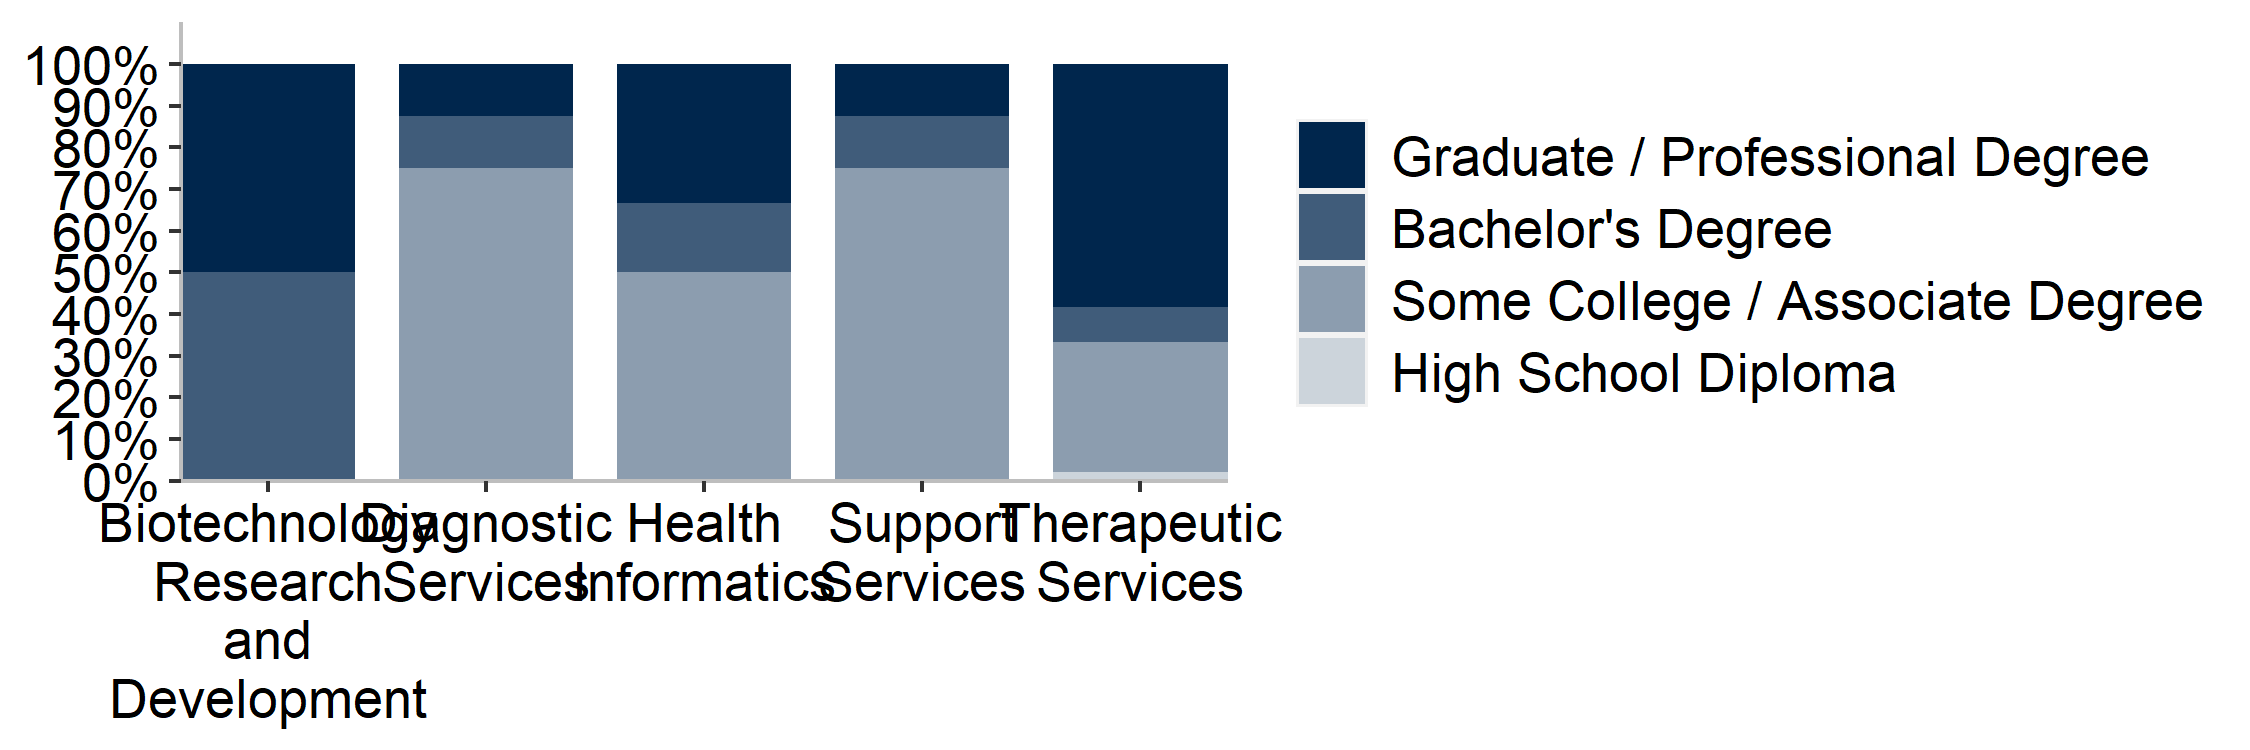 100%
90%
80%
70%
60%
50%
40%
30%
20%
10%
0%
Biotechnology
Research
and
Development
Diagnostic
Services
Health
Informatics
Support
Services
Therapeutic
Services
Graduate / Professional Degree
Bachelor's Degree
Some College / Associate Degree
High School Diploma